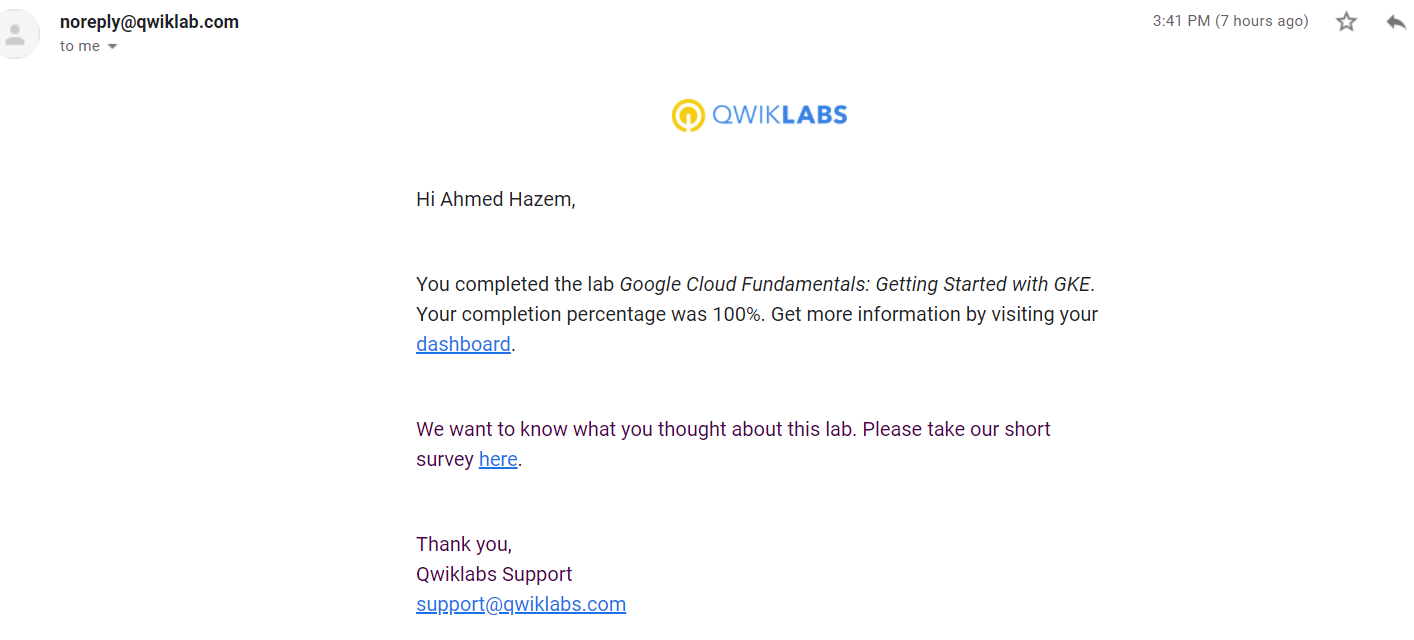 noreply@qwiklab.com
3:41 PM (7 hours ago)
to me
QWIKLABS
Hi Ahmed Hazem,
You completed the lab Google Cloud Fundamentals: Getting Started with GKE.
Your completion percentage was 100%. Get more information by visiting your
dashboard.
We want to know what you thought about this lab. Please take our short
survey here.
Thank you,
Qwiklabs Support
support@qwiklabs.com